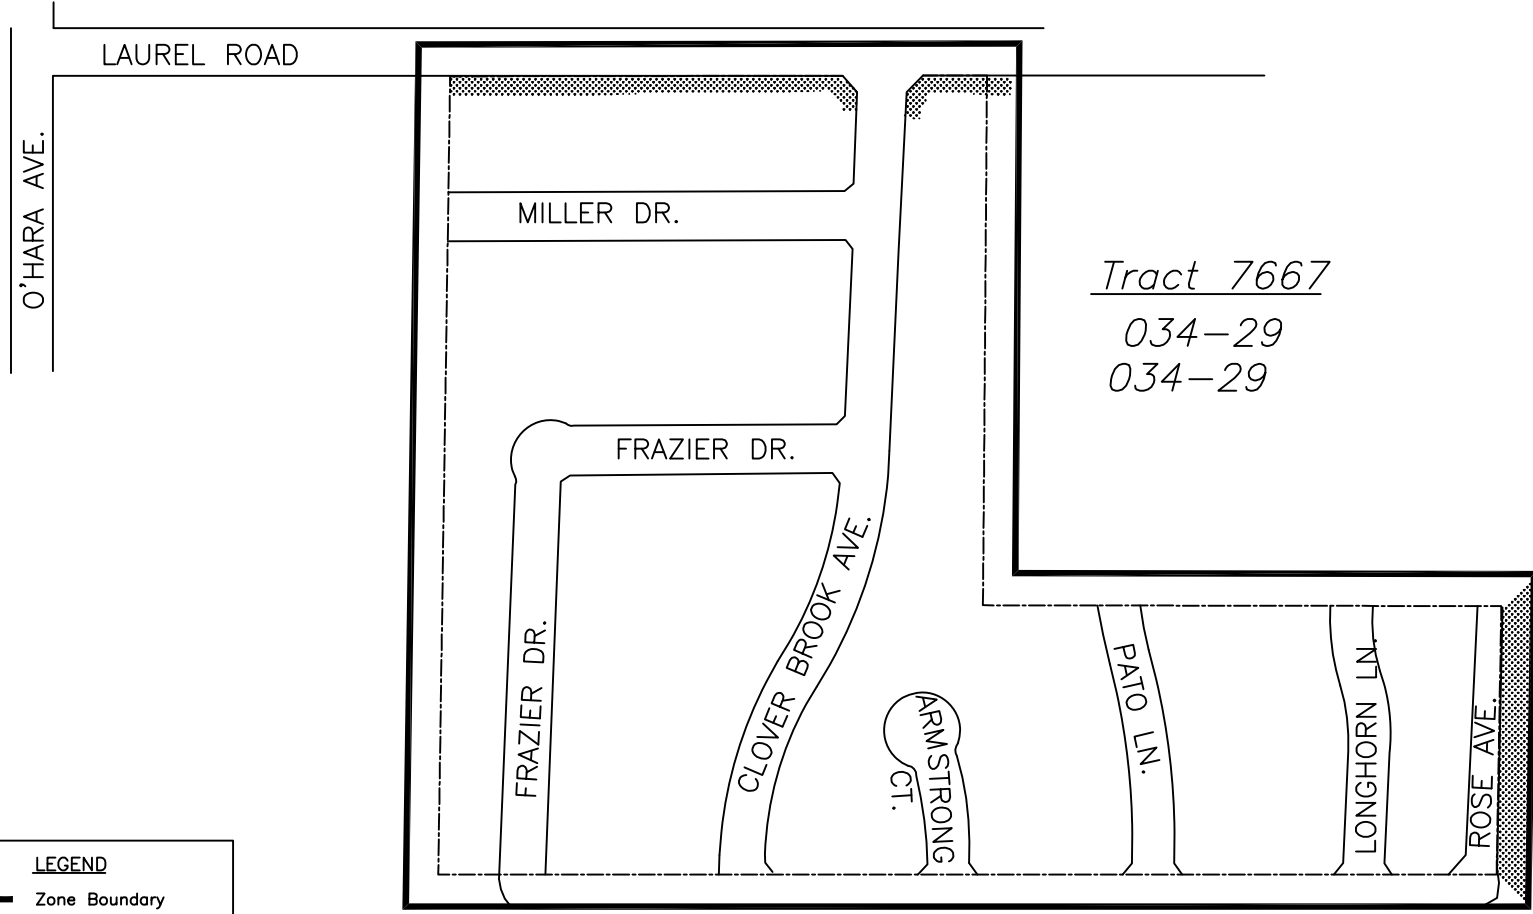 LAUREL ROAD
O'HARA AVE.
MILLER DR.
Tract 7667
034-29
034-29
FRAZIER DR.
CLOVER BROOK AVE.
FRAZIER DR.
ARMSTRONG
CT.
PATO LN.
LONGHORN LN.
ROSE AVE.
LEGEND
Zone Boundary